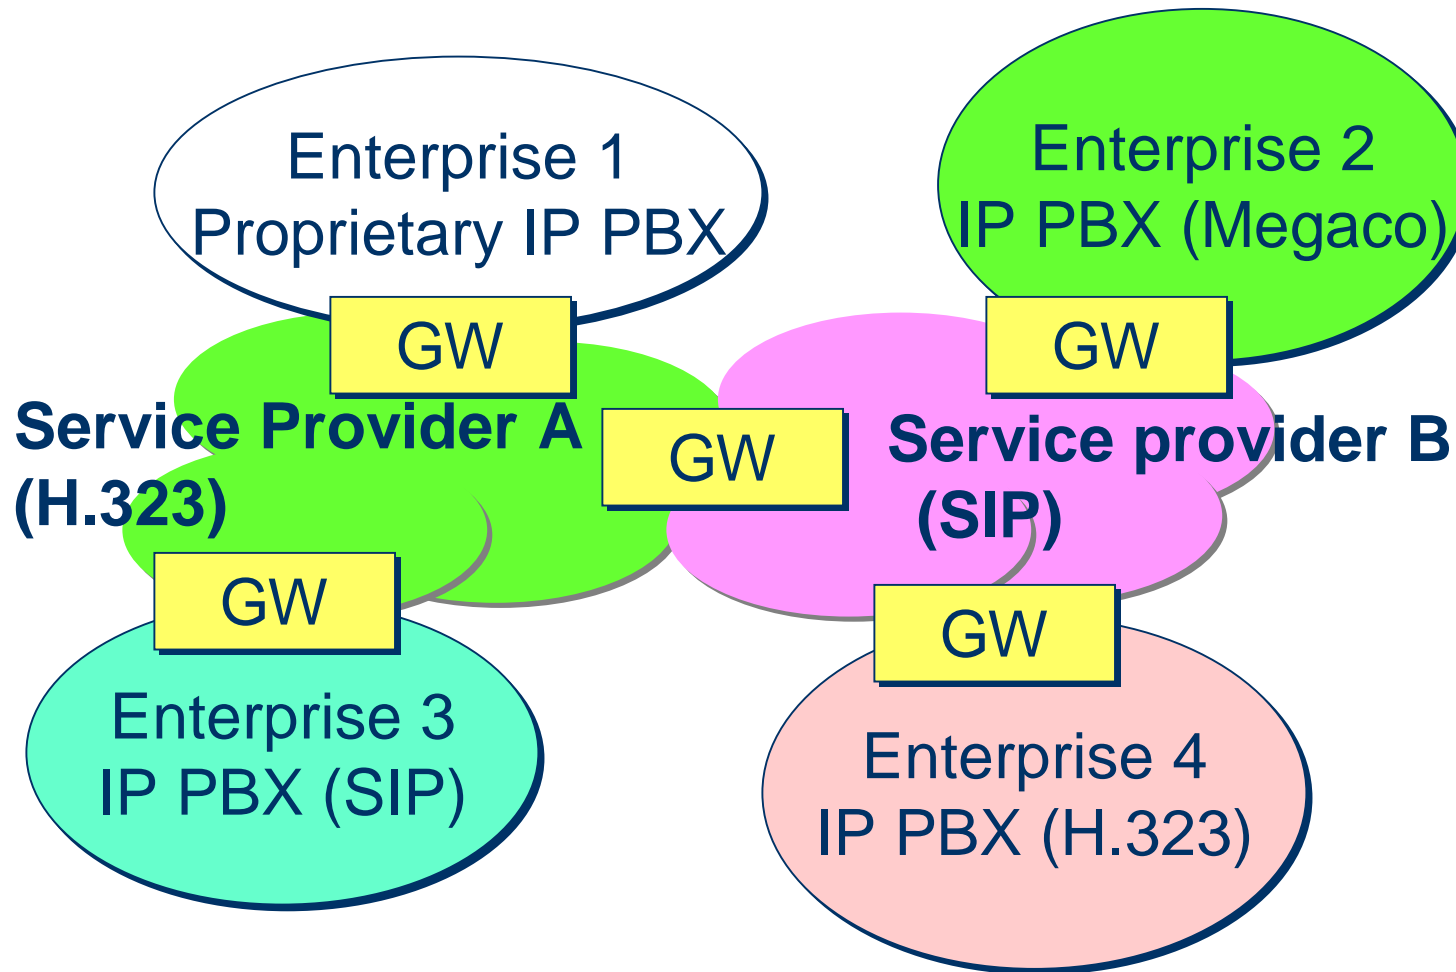 Enterprise 1
Proprietary IP PBX
Enterprise 2
IP PBX (Megaco)
GW
GW
Service Provider A
(H.323)
GW
Service provider B
(SIP)
GW
GW
Enterprise 3
IP PBX (SIP)
Enterprise 4
IP PBX (H.323)